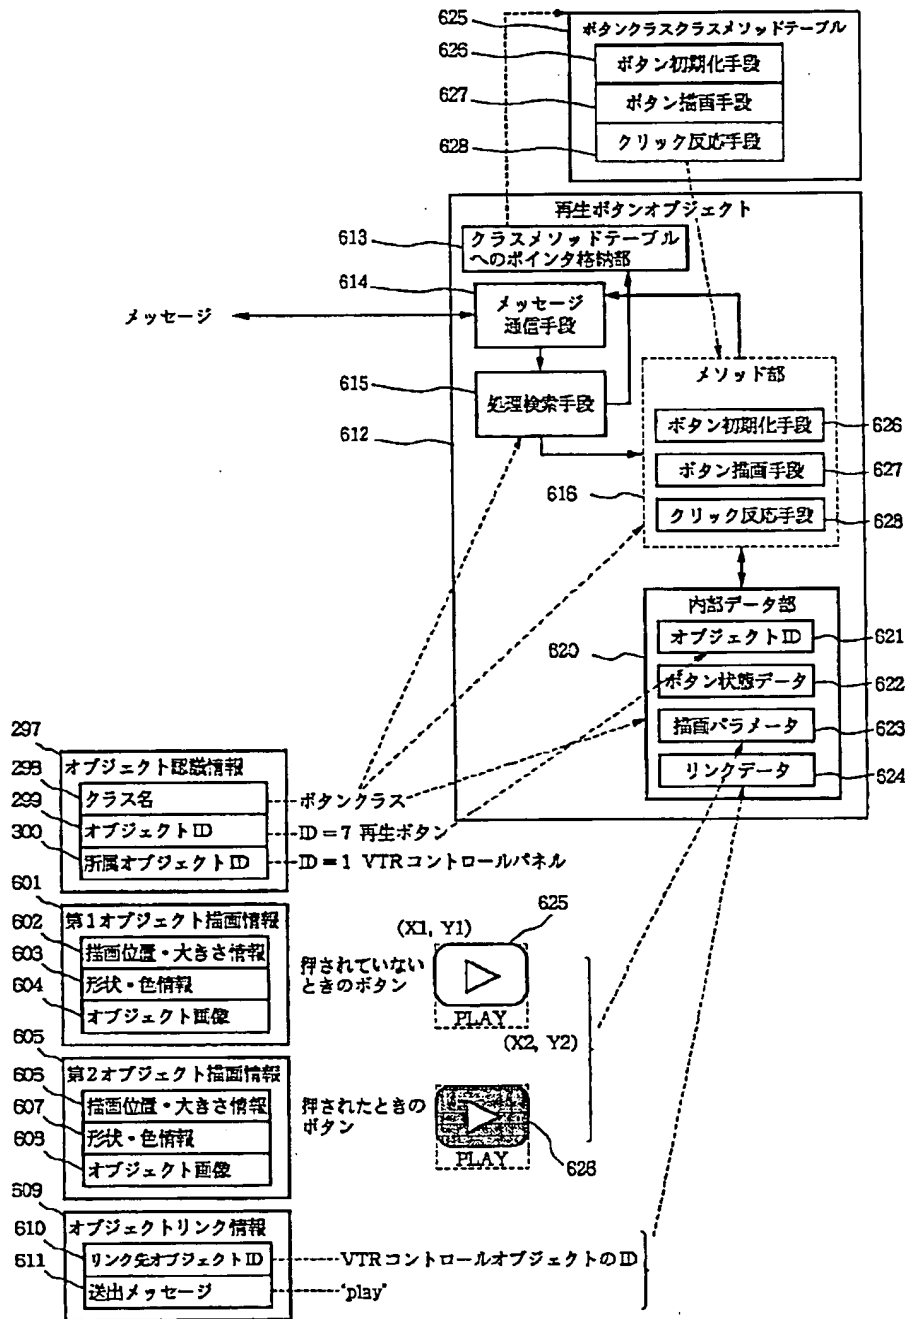 625
ボタンクラスクラスメソッドテーブル
626
ボタン初期化手段
627
ボタン描画手段
628
クリック反応手段
再生ボタンオブジェクト
613
クラスメソッドテーブル
へのポインタ格納部
614
メッセージ
通信手段
メッセージ
615
処理検索手段
612
メソッド部
ボタン初期化手段
626
ボタン描画手段
627
616
クリック反応手段
628
内部データ部
620
オブジェクトID
621
ボタン状態データ
622
描画パラメータ
623
リンクデータ
624
297
オブジェクト認識情報
298
クラス名
ボタンクラス
299
オブジェクトID
ID=7 再生ボタン
300
所属オブジェクトID
ID=1 VTRコントロールパネル
601
第1オブジェクト描画情報
602
描画位置・大きさ情報
603
形状・色情報
604
オブジェクト画像
押されていない
ときのボタン
(X1, Y1)
625
PLAY
(X2, Y2)
605
第2オブジェクト描画情報
606
描画位置・大きさ情報
607
形状・色情報
608
オブジェクト画像
押されたときの
ボタン
PLAY
626
609
オブジェクトリンク情報
610
リンク先オブジェクトID
VTRコントロールオブジェクトのID
611
送出メッセージ
'play'